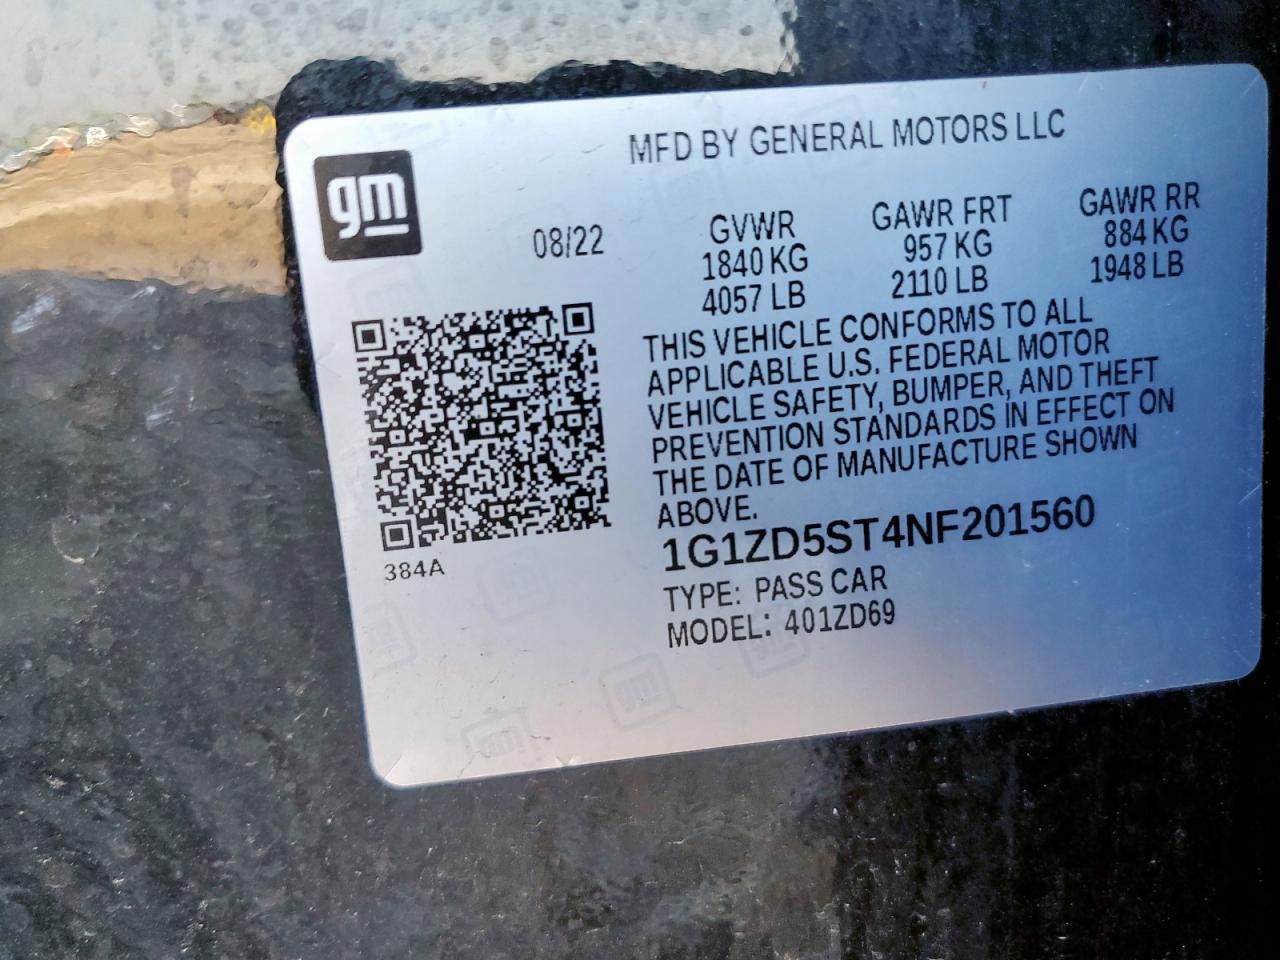 MFD BY GENERAL MOTORS LLC
gm
08/22
GVWR GAWR FRT GAWR RR
1840 KG 957 KG 884 KG
4057 LB 2110 LB 1948 LB
THIS VEHICLE CONFORMS TO ALL
APPLICABLE U.S. FEDERAL MOTOR
VEHICLE SAFETY, BUMPER, AND THEFT
PREVENTION STANDARDS IN EFFECT ON
THE DATE OF MANUFACTURE SHOWN
ABOVE.
1G1ZD5ST4NF201560
TYPE: PASS CAR
MODEL: 401ZD69
384A